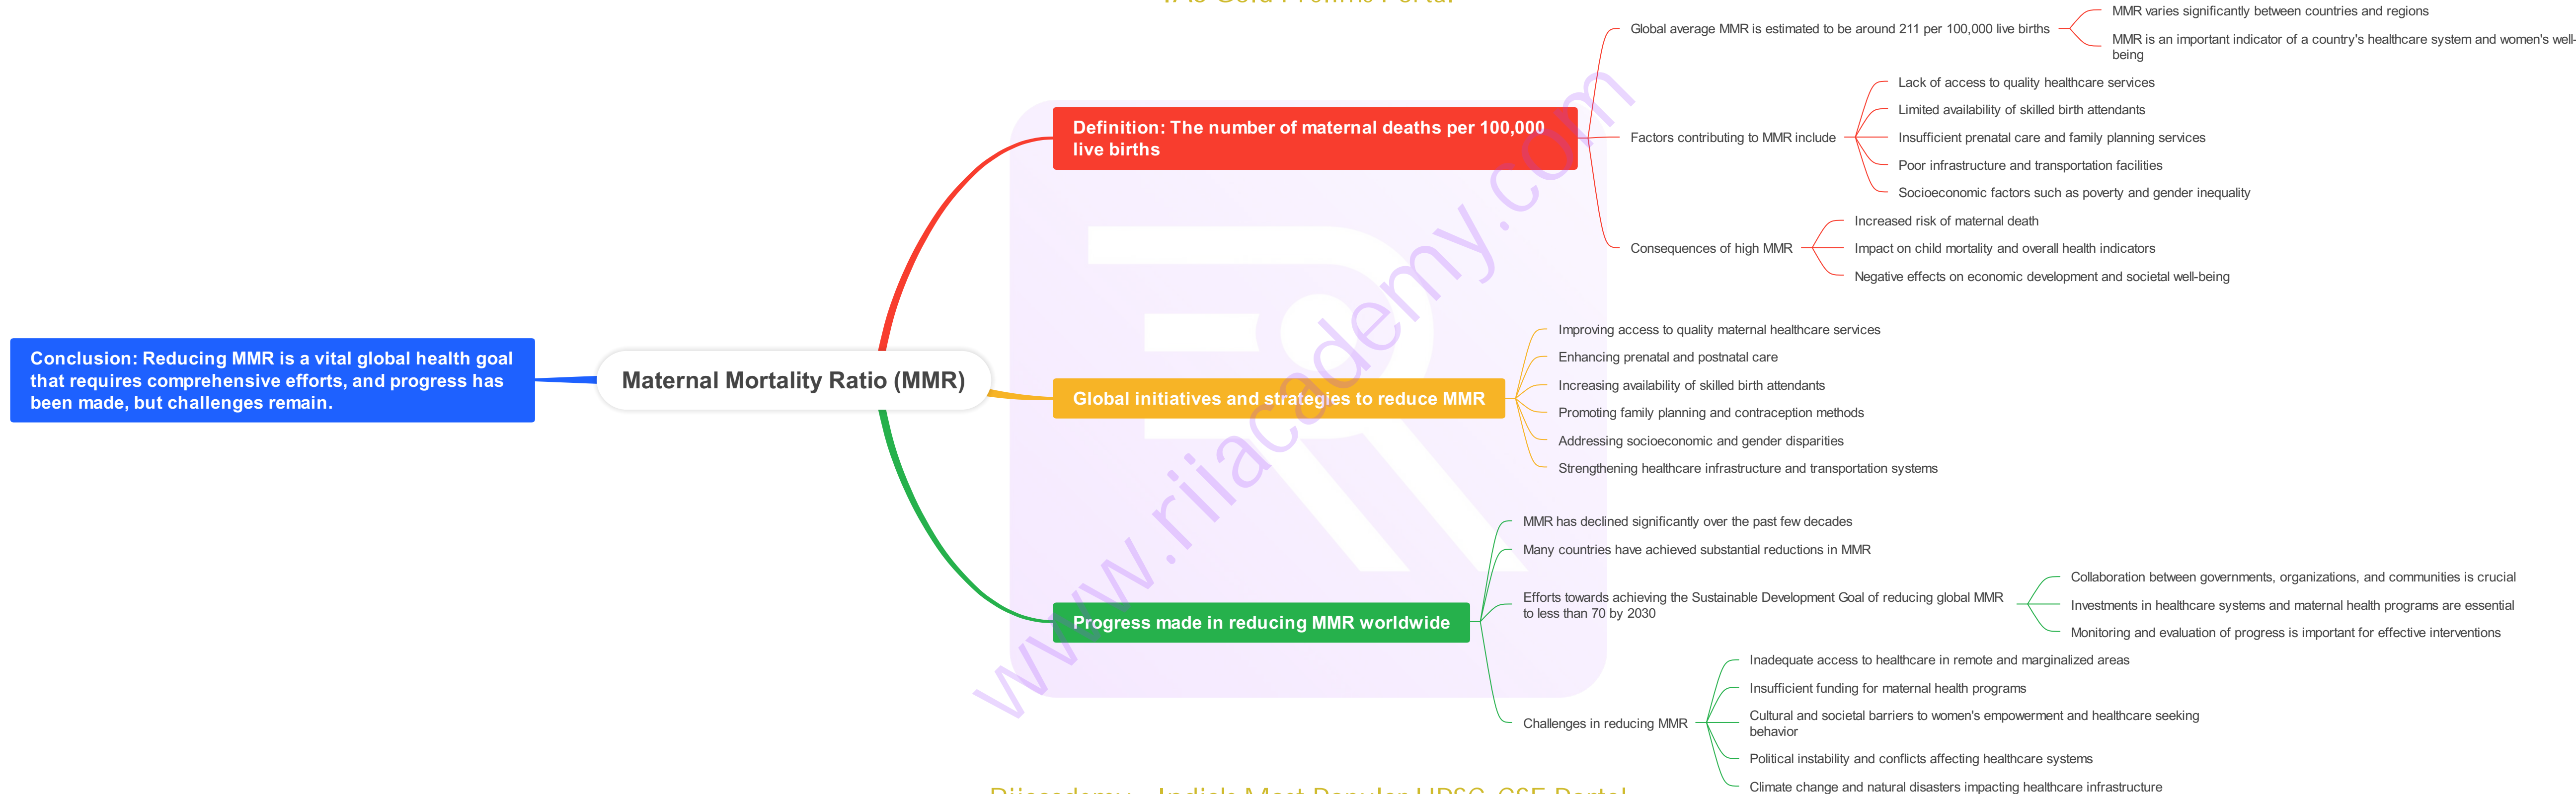 IAS Gold Prelims Portal
Maternal Mortality Ratio (MMR)
Definition: The number of maternal deaths per 100,000
live births
Global average MMR is estimated to be around 211 per 100,000 live births
MMR varies significantly between countries and regions
MMR is an important indicator of a country's healthcare system and women's well-
being
Factors contributing to MMR include
Lack of access to quality healthcare services
Limited availability of skilled birth attendants
Insufficient prenatal care and family planning services
Poor infrastructure and transportation facilities
Socioeconomic factors such as poverty and gender inequality
Consequences of high MMR
Increased risk of maternal death
Impact on child mortality and overall health indicators
Negative effects on economic development and societal well-being
Global initiatives and strategies to reduce MMR
Improving access to quality maternal healthcare services
Enhancing prenatal and postnatal care
Increasing availability of skilled birth attendants
Promoting family planning and contraception methods
Addressing socioeconomic and gender disparities
Strengthening healthcare infrastructure and transportation systems
Progress made in reducing MMR worldwide
MMR has declined significantly over the past few decades
Many countries have achieved substantial reductions in MMR
Efforts towards achieving the Sustainable Development Goal of reducing global MMR
to less than 70 by 2030
Collaboration between governments, organizations, and communities is crucial
Investments in healthcare systems and maternal health programs are essential
Monitoring and evaluation of progress is important for effective interventions
Challenges in reducing MMR
Inadequate access to healthcare in remote and marginalized areas
Insufficient funding for maternal health programs
Cultural and societal barriers to women's empowerment and healthcare seeking
behavior
Political instability and conflicts affecting healthcare systems
Climate change and natural disasters impacting healthcare infrastructure
Conclusion: Reducing MMR is a vital global health goal
that requires comprehensive efforts, and progress has
been made, but challenges remain.
www.riiacademy.com
India's Most Popular UPSC-CSE Portal